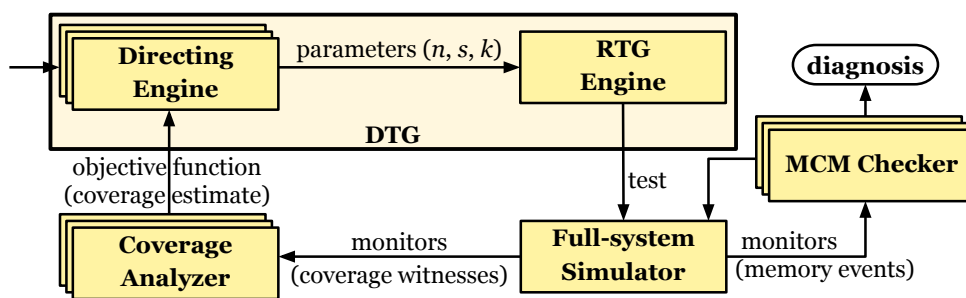 Directing
Engine
parameters (n, s, k)
RTG
Engine
DTG
diagnosis
objective function
(coverage estimate)
test
MCM Checker
Coverage
Analyzer
monitors
(coverage witnesses)
Full-system
Simulator
monitors
(memory events)